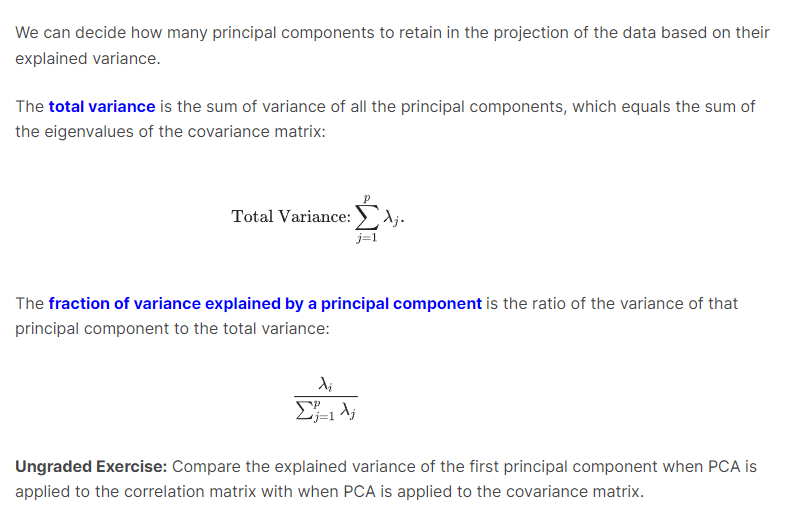 We can decide how many principal components to retain in the projection of the data based on their
explained variance.
The total variance is the sum of variance of all the principal components, which equals the sum of
the eigenvalues of the covariance matrix:
Total Variance: $\sum_{j=1}^{p} \lambda_j.$
The fraction of variance explained by a principal component is the ratio of the variance of that
principal component to the total variance:
$\frac{\lambda_i}{\sum_{j=1}^{p} \lambda_j}$
Ungraded Exercise: Compare the explained variance of the first principal component when PCA is
applied to the correlation matrix with when PCA is applied to the covariance matrix.